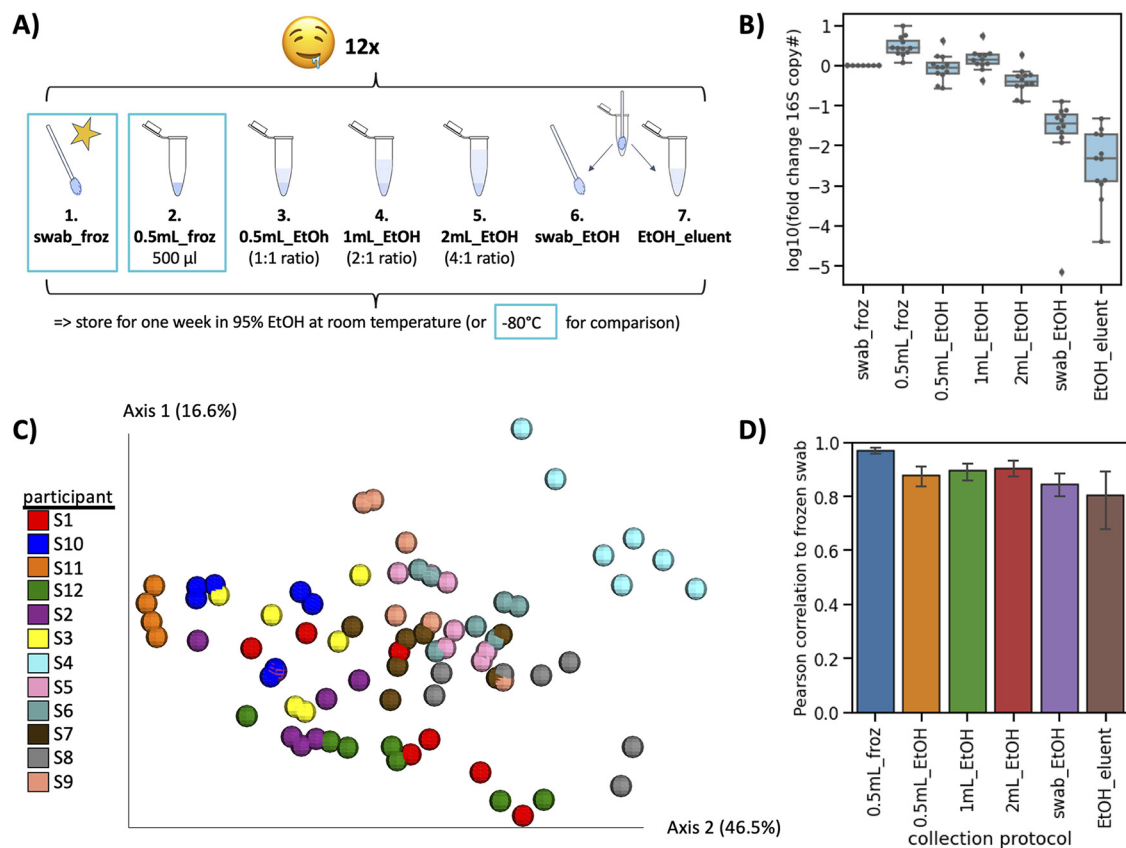 A)
12x
1.
swab_froz
2.
0.5mL_froz
500 µl
3.
0.5mL_EtOh
(1:1 ratio)
4.
1mL_EtOH
(2:1 ratio)
5.
2mL_EtOH
(4:1 ratio)
6.
swab_EtOH
7.
EtOH_eluent
=> store for one week in 95% EtOH at room temperature (or -80°C for comparison)
B)
log10(fold change 16S copy#)
1
0
−1
−2
−3
−4
−5
swab_froz
0.5mL_froz
0.5mL_EtOH
1mL_EtOH
2mL_EtOH
swab_EtOH
EtOH_eluent
C)
Axis 1 (16.6%)
participant
S1
S10
S11
S12
S2
S3
S4
S5
S6
S7
S8
S9
Axis 2 (46.5%)
D)
Pearson correlation to frozen swab
1.0
0.8
0.6
0.4
0.2
0.0
0.5mL_froz
0.5mL_EtOH
1mL_EtOH
2mL_EtOH
swab_EtOH
EtOH_eluent
collection protocol